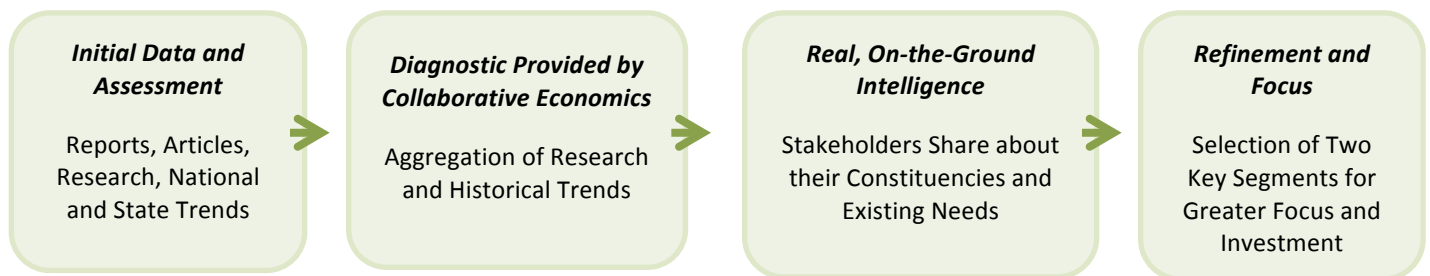 Initial Data and
Assessment
Reports, Articles,
Research, National
and State Trends
Diagnostic Provided by
Collaborative Economics
Aggregation of Research
and Historical Trends
Real, On-the-Ground
Intelligence
Stakeholders Share about
their Constituencies and
Existing Needs
Refinement and
Focus
Selection of Two
Key Segments for
Greater Focus and
Investment